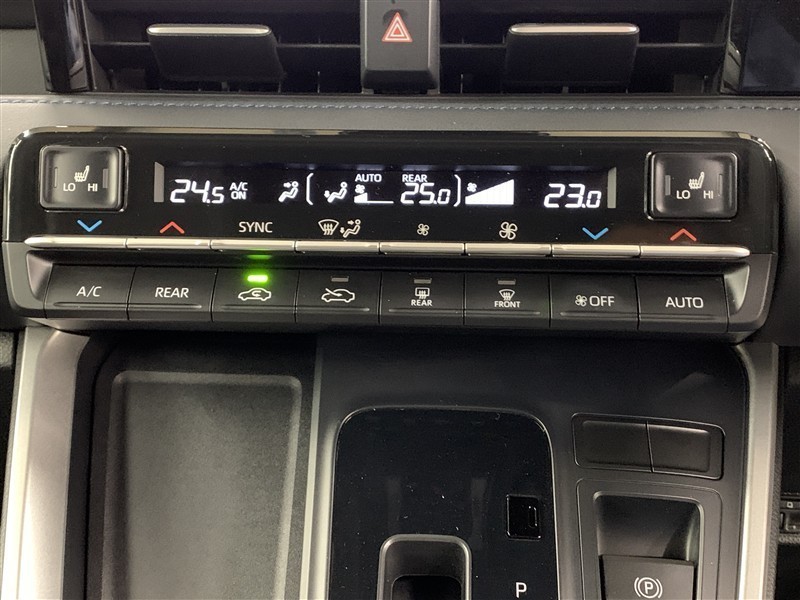 LO HI
24.5 A/C ON
AUTO
REAR
25.0
23.0
LO HI
SYNC
A/C
REAR
REAR
FRONT
OFF
AUTO
P
P